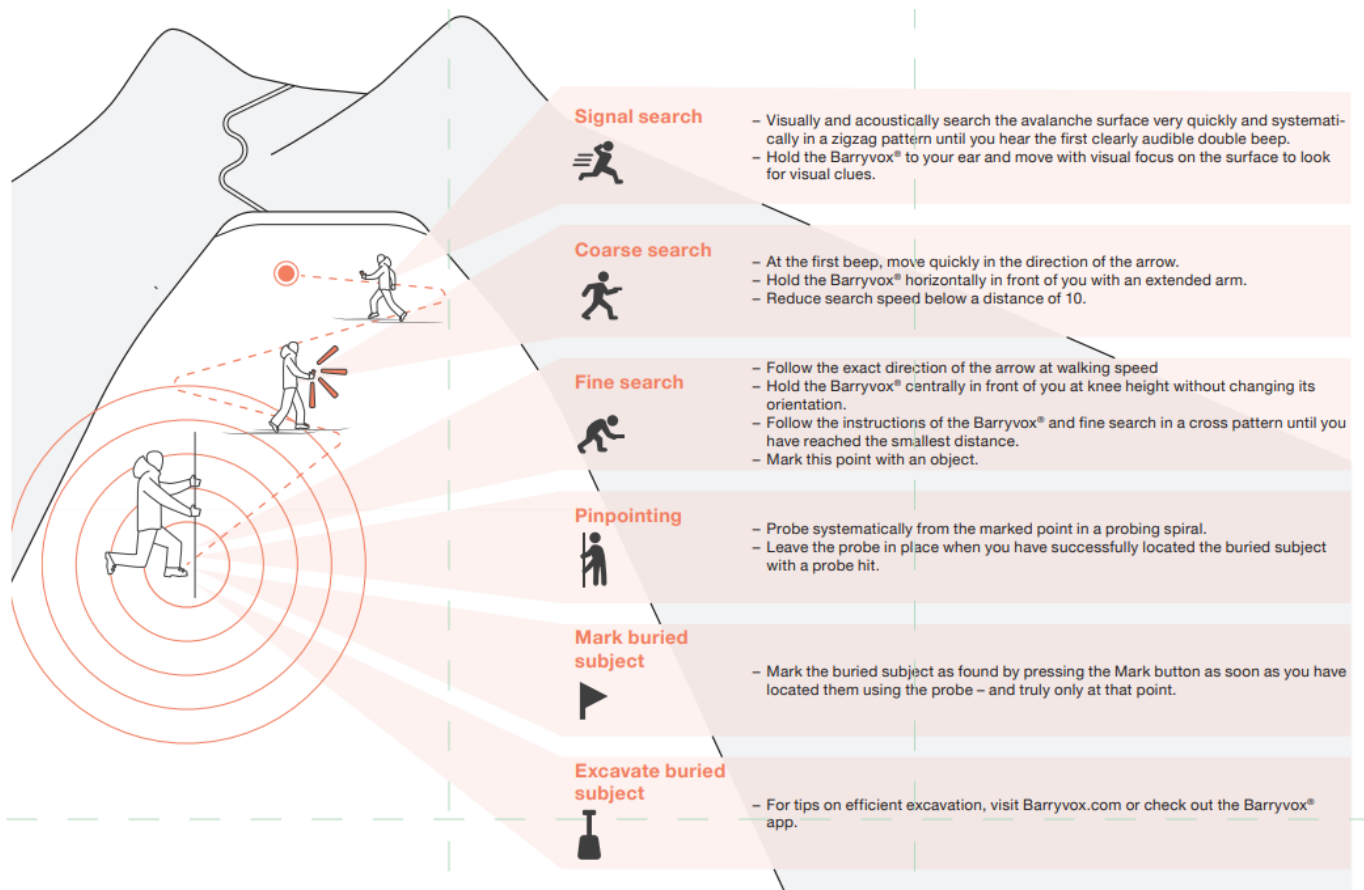 Signal search
– Visually and acoustically search the avalanche surface very quickly and systemati-
cally in a zigzag pattern until you hear the first clearly audible double beep.
– Hold the Barryvox® to your ear and move with visual focus on the surface to look
for visual clues.
Coarse search
– At the first beep, move quickly in the direction of the arrow.
– Hold the Barryvox® horizontally in front of you with an extended arm.
– Reduce search speed below a distance of 10.
Fine search
– Follow the exact direction of the arrow at walking speed
– Hold the Barryvox® centrally in front of you at knee height without changing its
orientation.
– Follow the instructions of the Barryvox® and fine search in a cross pattern until you
have reached the smallest distance.
– Mark this point with an object.
Pinpointing
– Probe systematically from the marked point in a probing spiral.
– Leave the probe in place when you have successfully located the buried subject
with a probe hit.
Mark buried
subject
– Mark the buried subject as found by pressing the Mark button as soon as you have
located them using the probe – and truly only at that point.
Excavate buried
subject
– For tips on efficient excavation, visit Barryvox.com or check out the Barryvox®
app.